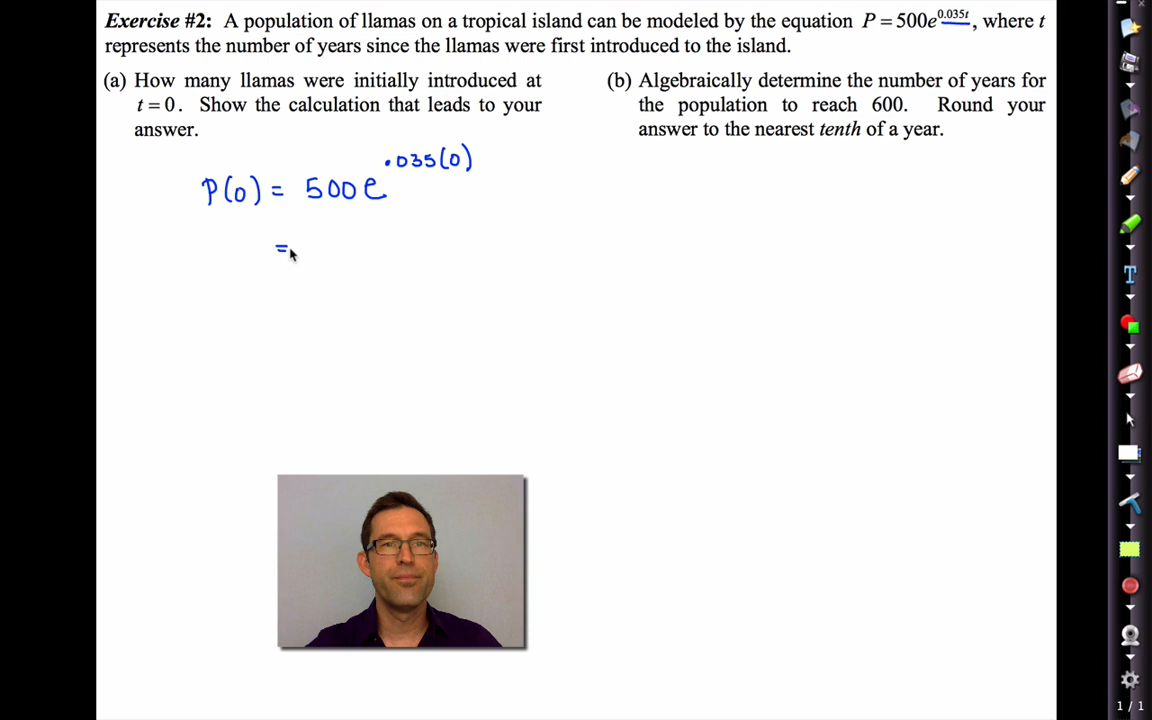 Exercise #2: A population of llamas on a tropical island can be modeled by the equation P = 500e^{0.035t}, where t
represents the number of years since the llamas were first introduced to the island.
(a) How many llamas were initially introduced at
t = 0. Show the calculation that leads to your
answer.
P(0) = 500e^{.035(0)}
=
(b) Algebraically determine the number of years for
the population to reach 600. Round your
answer to the nearest tenth of a year.
T
1 / 1